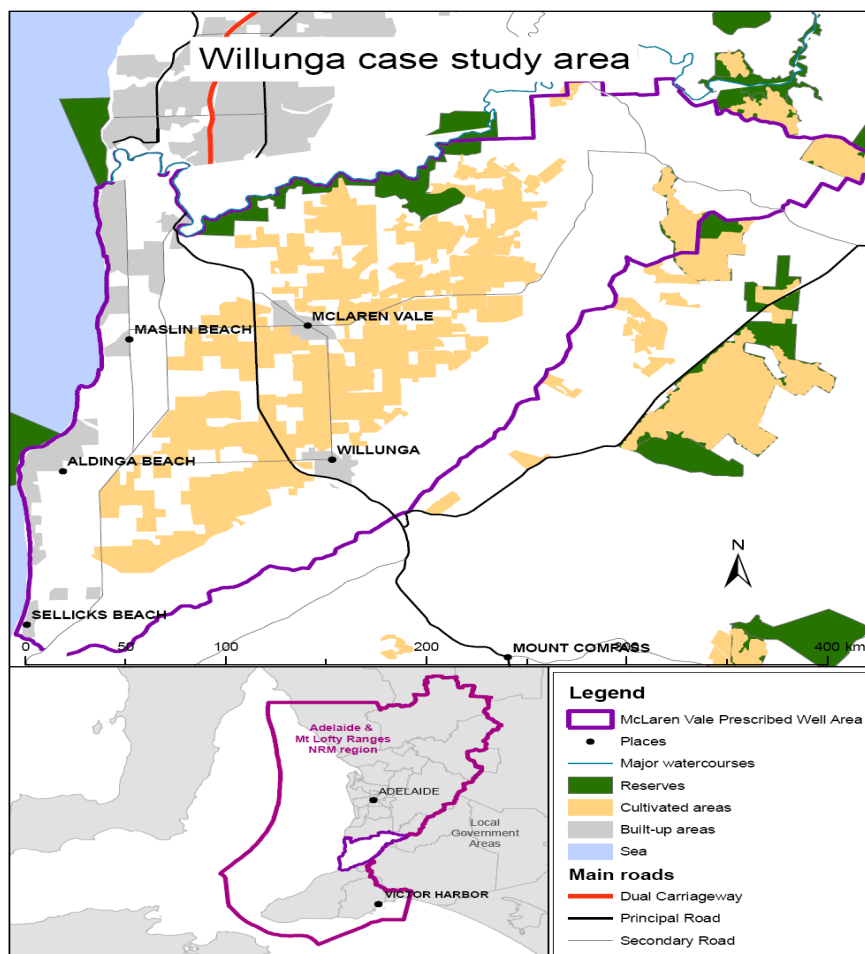 Willunga case study area
MCLAREN VALE
MASLIN BEACH
WILLUNGA
ALDINGA BEACH
N
SELLICKS BEACH
0 50 100 200 400 km
MOUNT COMPASS
Adelaide &
Mt Lofty Ranges
NRM region
ADELAIDE
Local
Government
Areas
VICTOR HARBOR
Legend
McLaren Vale Prescribed Well Area
Places
Major watercourses
Reserves
Cultivated areas
Built-up areas
Sea
Main roads
Dual Carriageway
Principal Road
Secondary Road